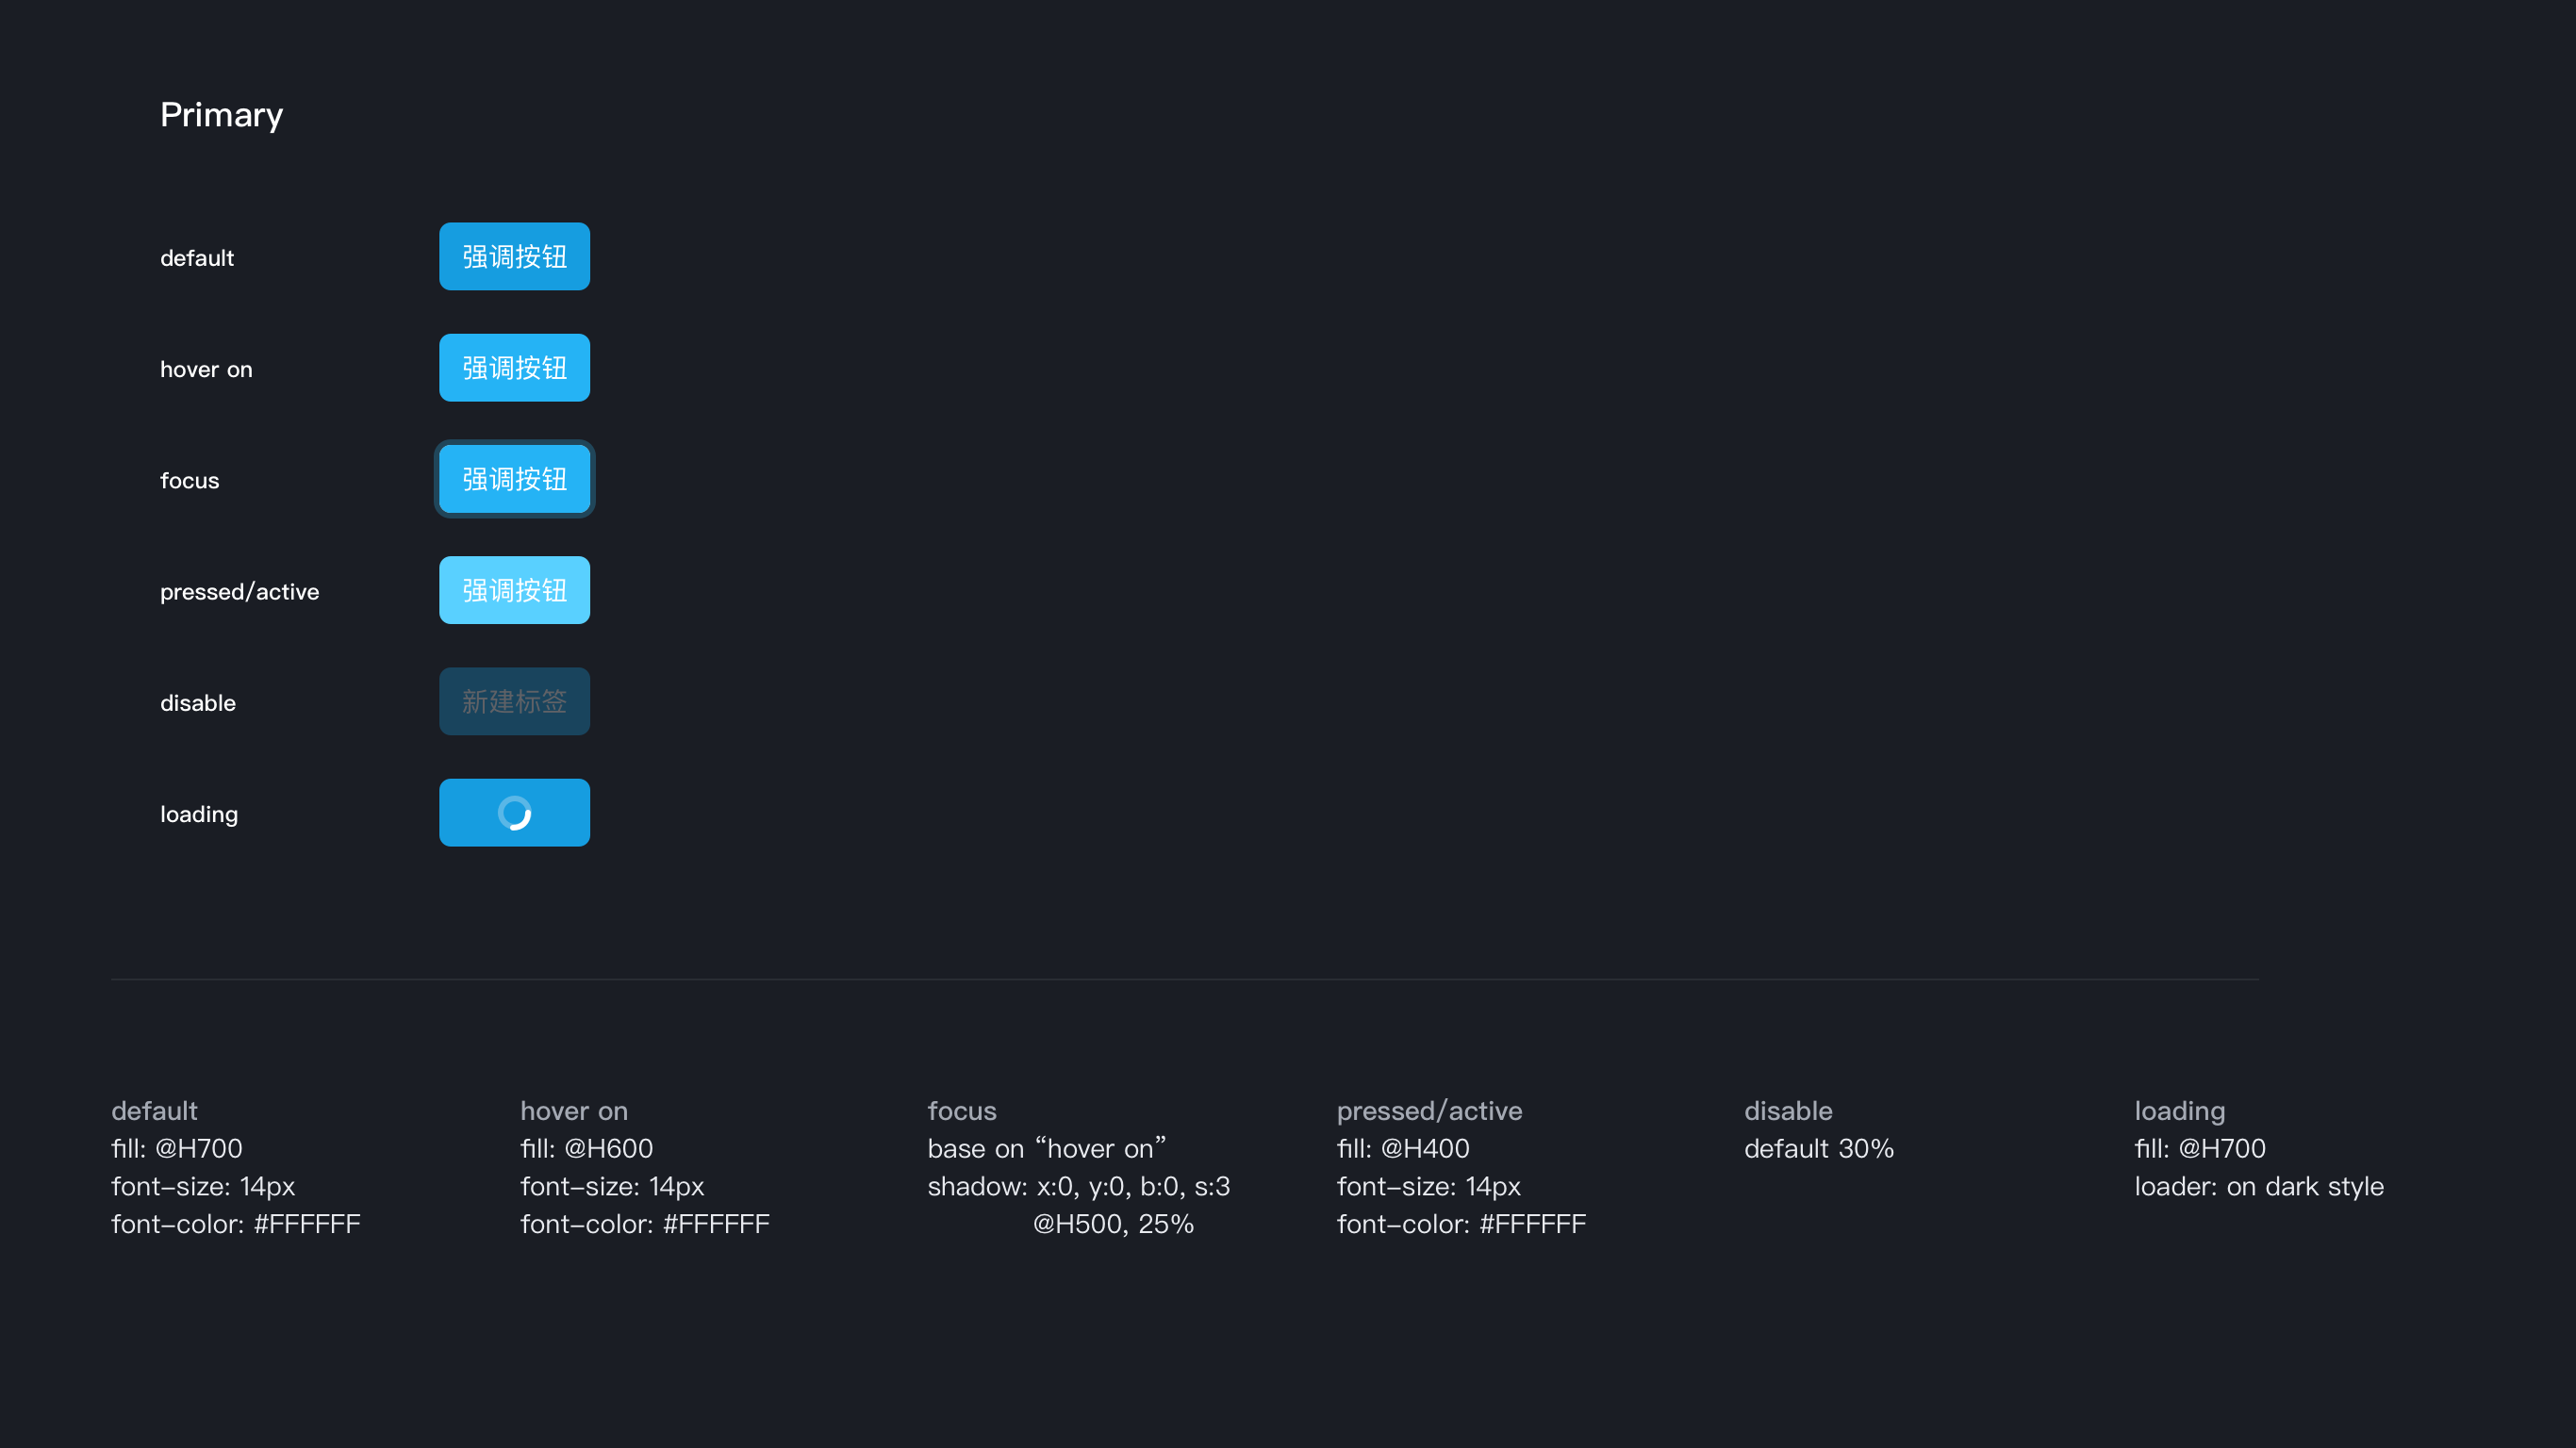 Primary
default 强调按钮
hover on 强调按钮
focus 强调按钮
pressed/active 强调按钮
disable 新建标签
loading
default
fill: @H700
font-size: 14px
font-color: #FFFFFF
hover on
fill: @H600
font-size: 14px
font-color: #FFFFFF
focus
base on “hover on”
shadow: x:0, y:0, b:0, s:3
@H500, 25%
pressed/active
fill: @H400
font-size: 14px
font-color: #FFFFFF
disable
default 30%
loading
fill: @H700
loader: on dark style